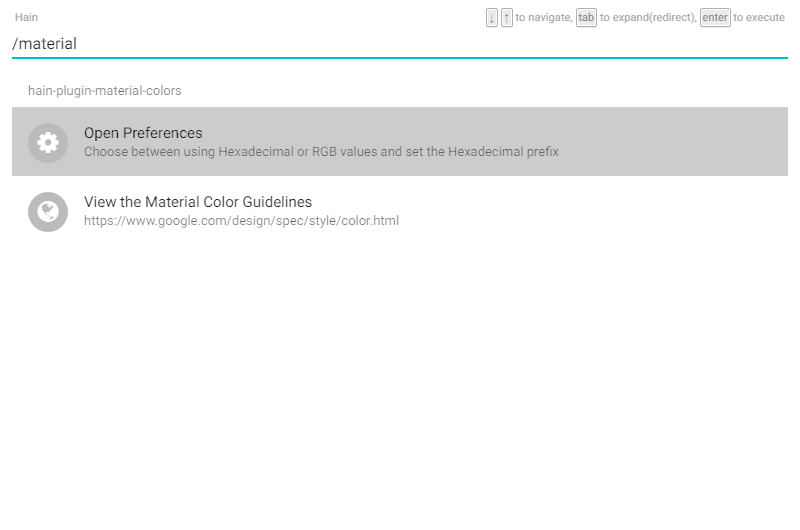 Hain
↓ ↑ to navigate, tab to expand(redirect), enter to execute
/material
hain-plugin-material-colors
Open Preferences
Choose between using Hexadecimal or RGB values and set the Hexadecimal prefix
View the Material Color Guidelines
https://www.google.com/design/spec/style/color.html